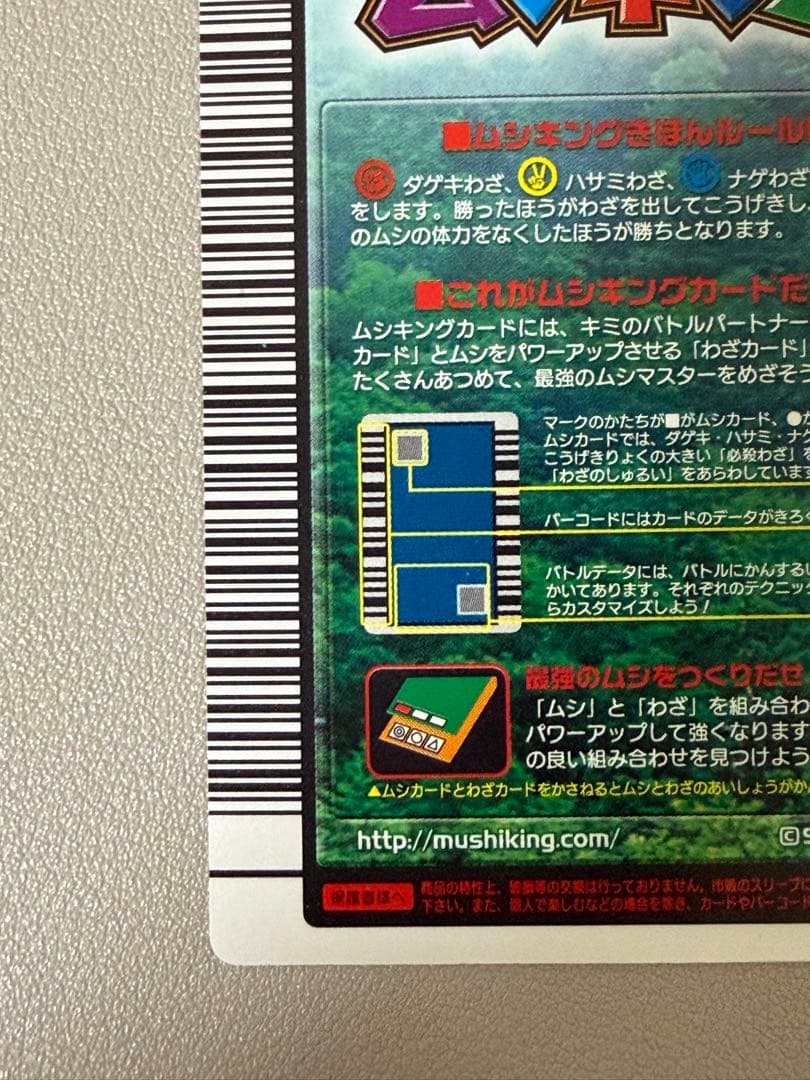 ムシキング
■ムシキングきほんルール
ダゲキわざ、 ハサミわざ、 ナゲわざ
をします。勝ったほうがわざを出してこうげきし、
のムシの体力をなくしたほうが勝ちとなります。
■これがムシキングカードだ
ムシキングカードには、キミのバトルパートナー
カード」とムシをパワーアップさせる「わざカード」
たくさんあつめて、最強のムシマスターをめざそう
マークのかたちが■がムシカード、●が
ムシカードでは、ダゲキ・ハサミ・ナゲ
こうげきりょくの大きい「必殺わざ」を
「わざのしゅるい」をあらわしています
バーコードにはカードのデータがきろく
バトルデータには、バトルにかんするい
かいてあります。それぞれのテクニック
らカスタマイズしよう!
最強のムシをつくりだせ
「ムシ」と「わざ」を組み合わ
パワーアップして強くなります
の良い組み合わせを見つけよう
▲ムシカードとわざカードをかさねるとムシとわざのあいしょうがか
http://mushiking.com/
©S
保護者様へ
商品の特性上、破損等の交換は行っておりません。市販のスリーブに
下さい。また、個人で楽しむなどの場合を除き、カードやバーコード